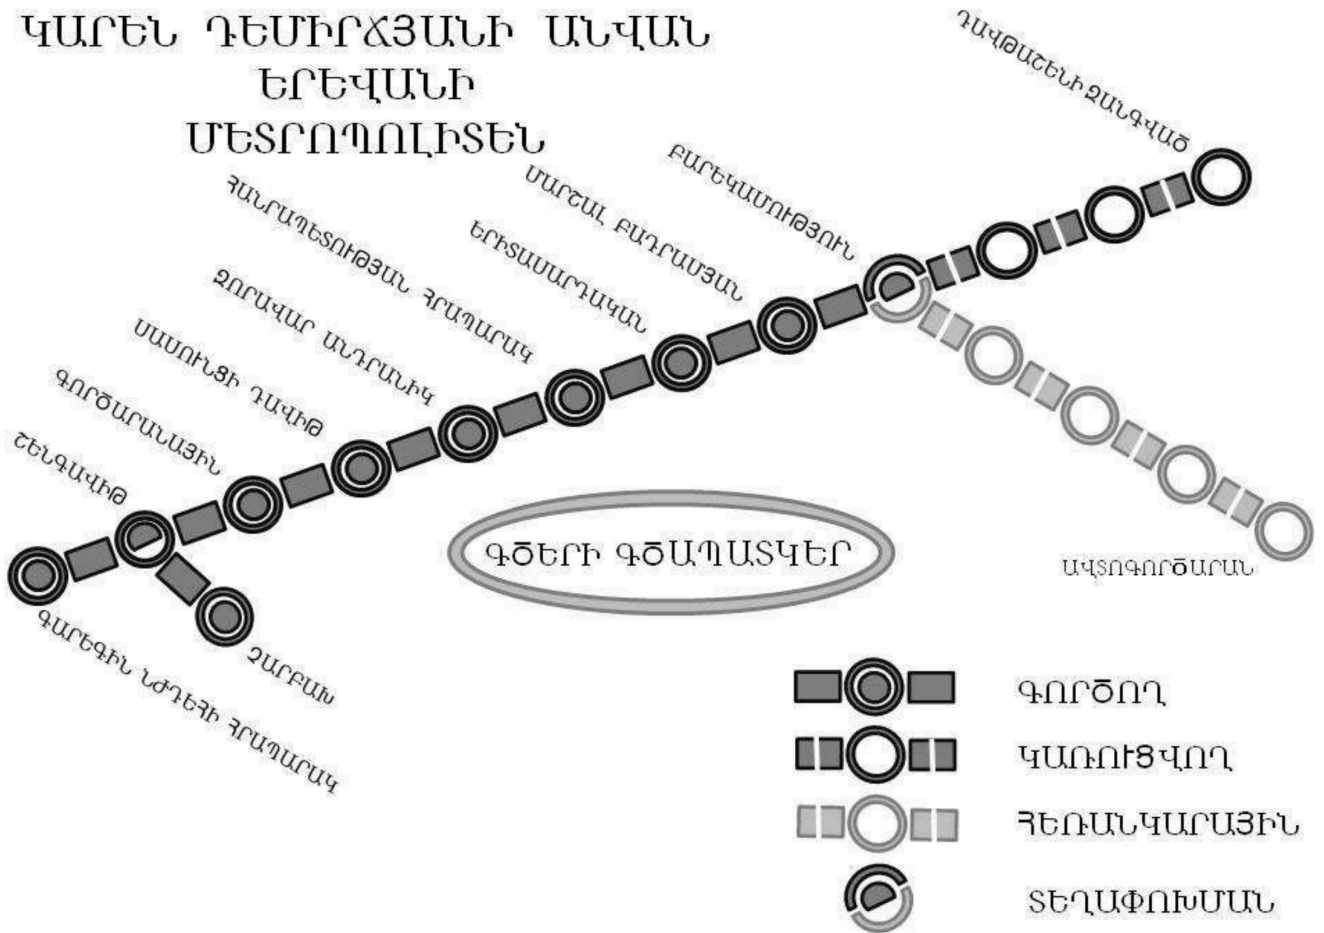 ԿԱՐԵՆ ԴԵՄԻՐՃՅԱՆԻ ԱՆՎԱՆ
ԵՐԵՎԱՆԻ
ՄԵՏՐՈՊՈԼԻՏԵՆ
ԴԱՎԹԱՇԵՆԻ ԶԱՆԳՎԱԾ
ԲԱՐԵԿԱՄՈՒԹՅՈՒՆ
ՄԱՐՇԱԼ ԲԱՂՐԱՄՅԱՆ
ԵՐԻՏԱՍԱՐԴԱԿԱՆ
ՀԱՆՐԱՊԵՏՈՒԹՅԱՆ ՀՐԱՊԱՐԱԿ
ԶՈՐԱՎԱՐ ԱՆԴՐԱՆԻԿ
ՍԱՍՈՒՆՑԻ ԴԱՎԻԹ
ԳՈՐԾԱՐԱՆԱՅԻՆ
ՇԵՆԳԱՎԻԹ
ԳԱՐԵԳԻՆ ՆԺԴԵՀԻ ՀՐԱՊԱՐԱԿ
ՉԱՐԲԱԽ
ԳԾԵՐԻ ԳԾԱՊԱՏԿԵՐ
ԱՎՏՈԳՈՐԾԱՐԱՆ
ԳՈՐԾՈՂ
ԿԱՌՈՒՑՎՈՂ
ՀԵՌԱՆԿԱՐԱՅԻՆ
ՏԵՂԱՓՈԽՄԱՆ